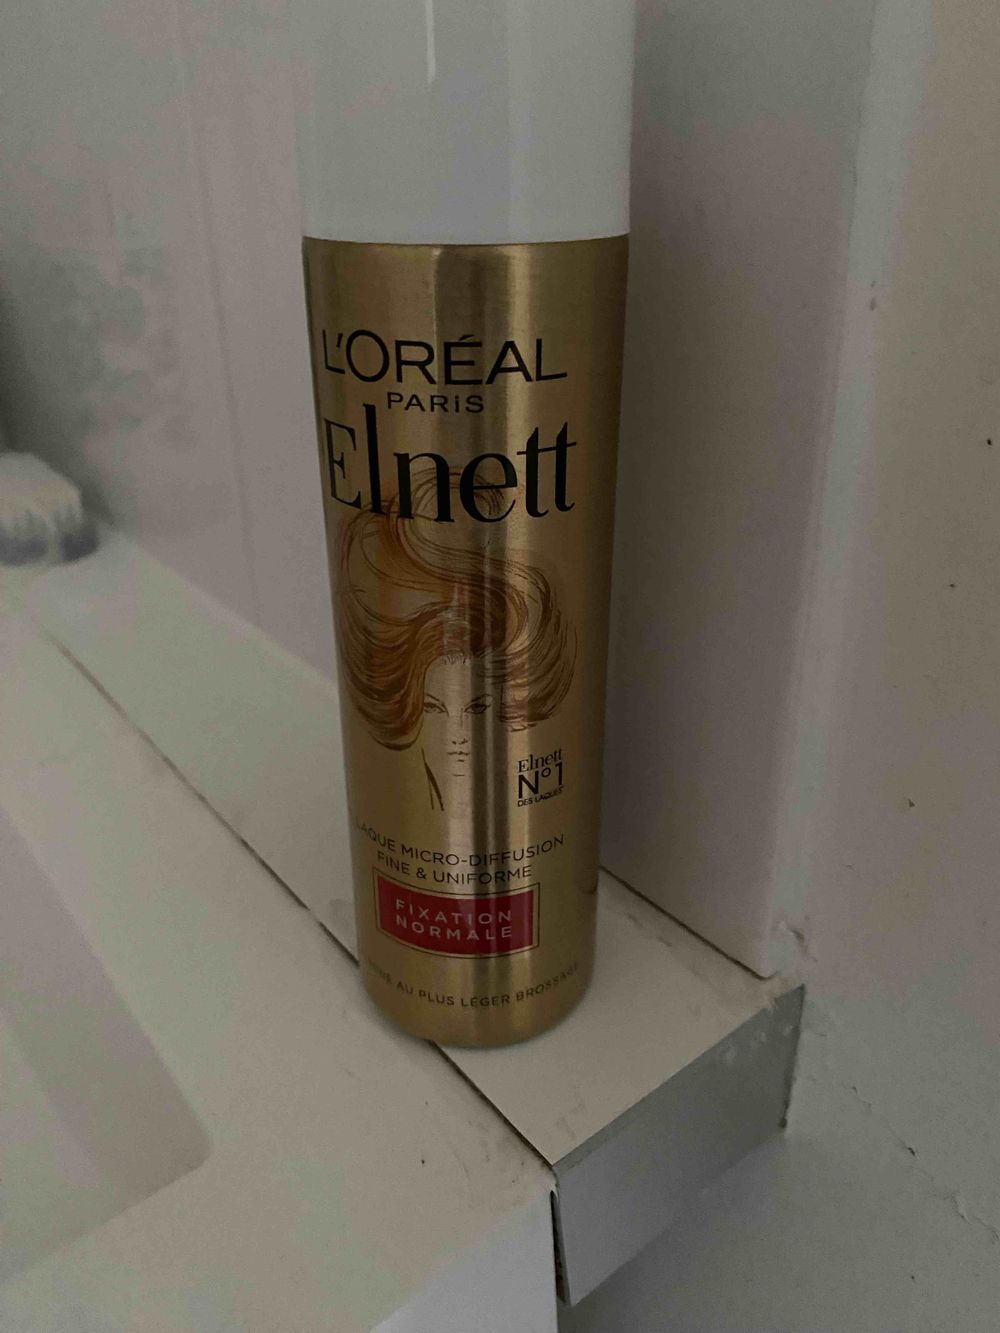 L'ORÉAL
PARiS
Elnett
Elnett
N°1
DES LAQUES
LAQUE MICRO-DIFFUSION
FINE & UNIFORME
FIXATION
NORMALE
AU PLUS LÉGER BROSSAGE